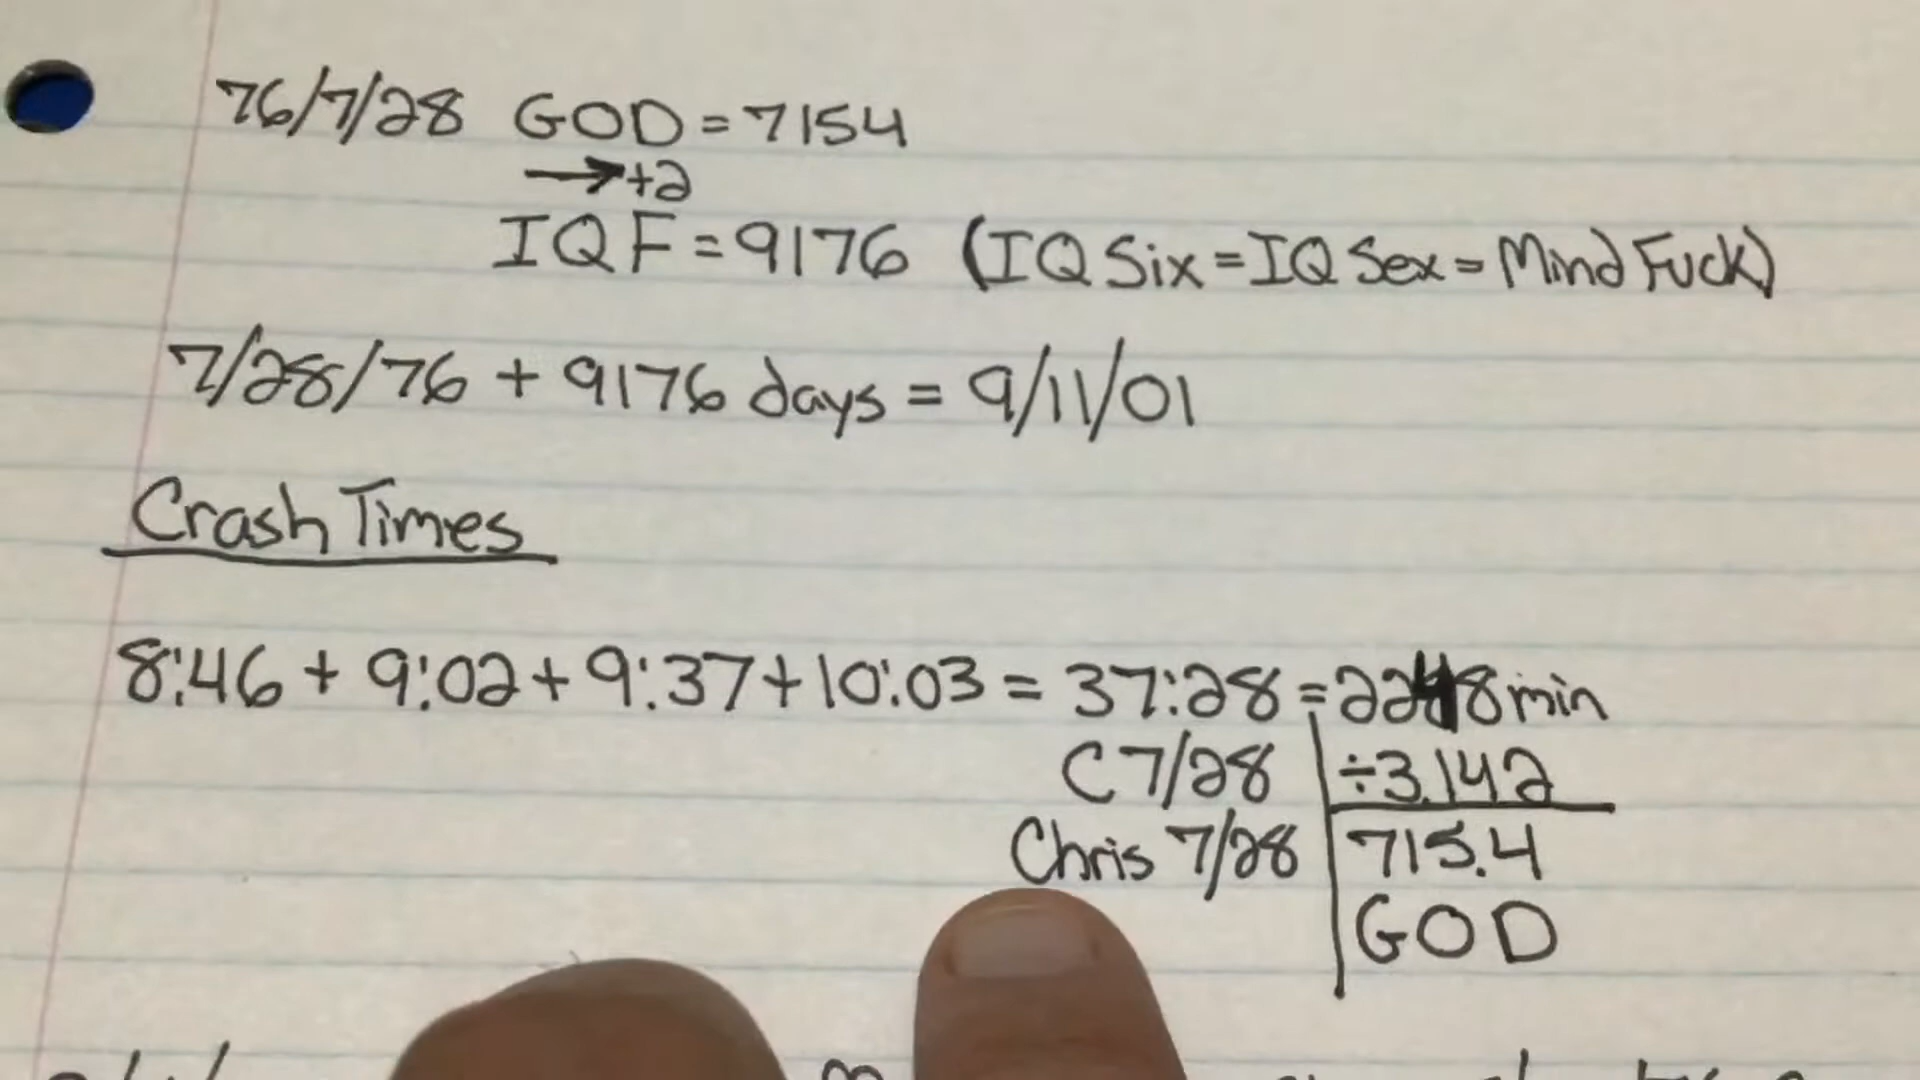 76/7/28 GOD = 7154
→+2
IQF = 9176 (IQ Six = IQ Sex = Mind Fuck)
7/28/76 + 9176 days = 9/11/01
Crash Times
8:46 + 9:02 + 9:37 + 10:03 = 37:28 = 2248 min
C 7/28 ÷3.142
Chris 7/28 715.4
GOD